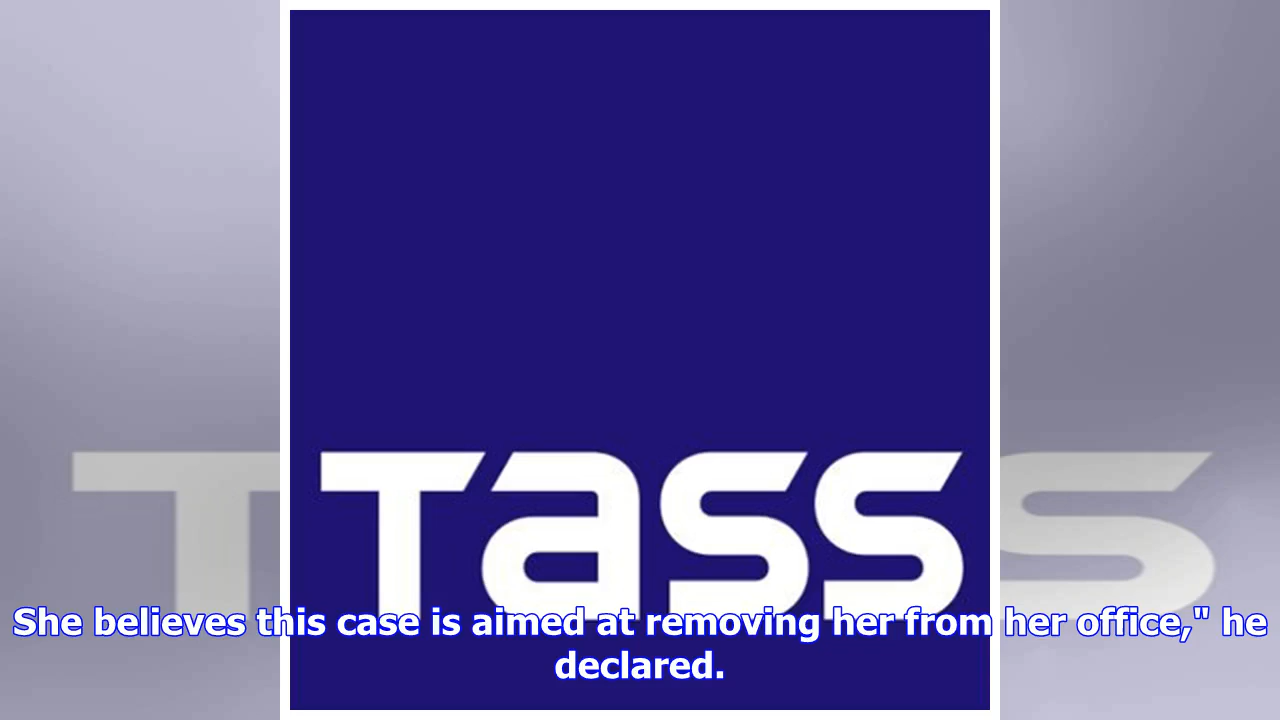 TASS
She believes this case is aimed at removing her from her office," he
declared.